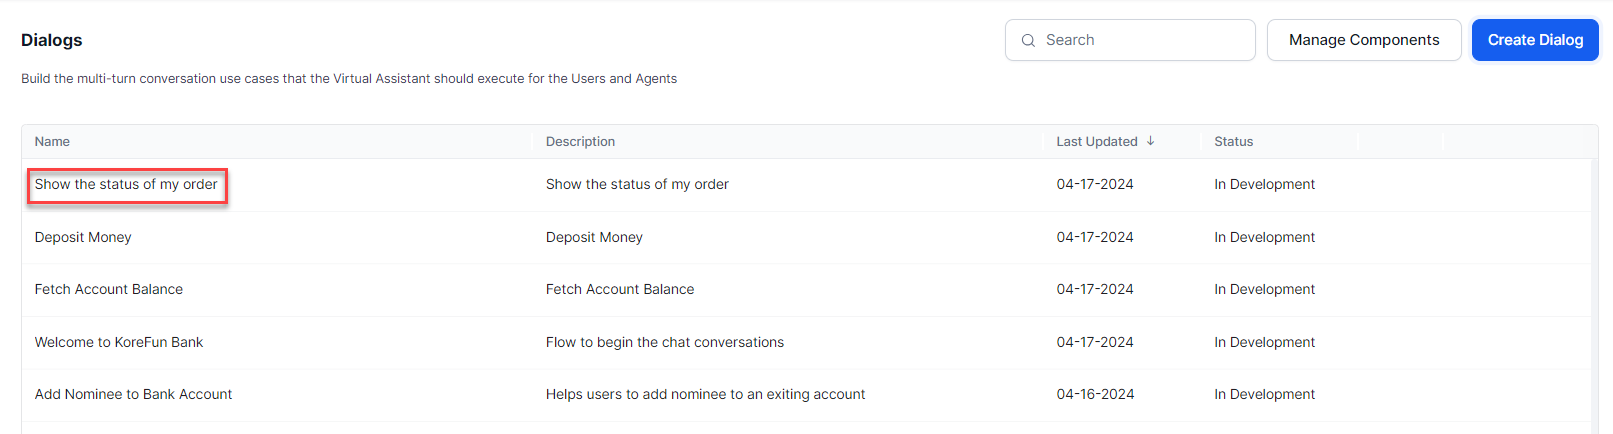 Dialogs
Search
Manage Components
Create Dialog
Build the multi-turn conversation use cases that the Virtual Assistant should execute for the Users and Agents
Name Description Last Updated ↓ Status
Show the status of my order Show the status of my order 04-17-2024 In Development
Deposit Money Deposit Money 04-17-2024 In Development
Fetch Account Balance Fetch Account Balance 04-17-2024 In Development
Welcome to KoreFun Bank Flow to begin the chat conversations 04-17-2024 In Development
Add Nominee to Bank Account Helps users to add nominee to an exiting account 04-16-2024 In Development